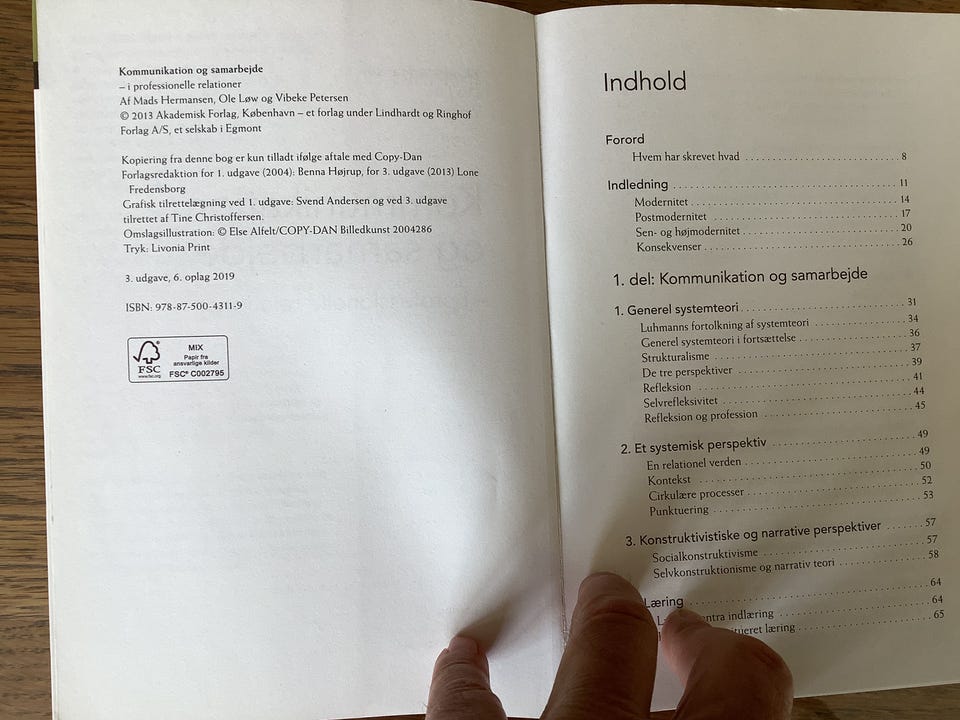 Kommunikation og samarbejde
– i professionelle relationer
Af Mads Hermansen, Ole Løw og Vibeke Petersen
© 2013 Akademisk Forlag, København – et forlag under Lindhardt og Ringhof
Forlag A/S, et selskab i Egmont
Kopiering fra denne bog er kun tilladt ifølge aftale med Copy-Dan
Forlagsredaktion for 1. udgave (2004): Benna Højrup, for 3. udgave (2013) Lone
Fredensborg
Grafisk tilrettelægning ved 1. udgave: Svend Andersen og ved 3. udgave
tilrettet af Tine Christoffersen.
Omslagsillustration: © Else Alfelt/COPY-DAN Billedkunst 2004286
Tryk: Livonia Print
3. udgave, 6. oplag 2019
ISBN: 978-87-500-4311-9
FSC
www.fsc.org
MIX
Papir fra
ansvarlige kilder
FSC® C002795
Indhold
Forord
Hvem har skrevet hvad 8
Indledning 11
Modernitet 14
Postmodernitet 17
Sen- og højmodernitet 20
Konsekvenser 26
1. del: Kommunikation og samarbejde
1. Generel systemteori 31
Luhmanns fortolkning af systemteori 34
Generel systemteori i fortsættelse 36
Strukturalisme 37
De tre perspektiver 39
Refleksion 41
Selvrefleksivitet 44
Refleksion og profession 45
2. Et systemisk perspektiv 49
En relationel verden 49
Kontekst 50
Cirkulære processer 52
Punktuering 53
3. Konstruktivistiske og narrative perspektiver 57
Socialkonstruktivisme 57
Selvkonstruktionisme og narrativ teori 58
Læring 64
indlæring 64
læring 65